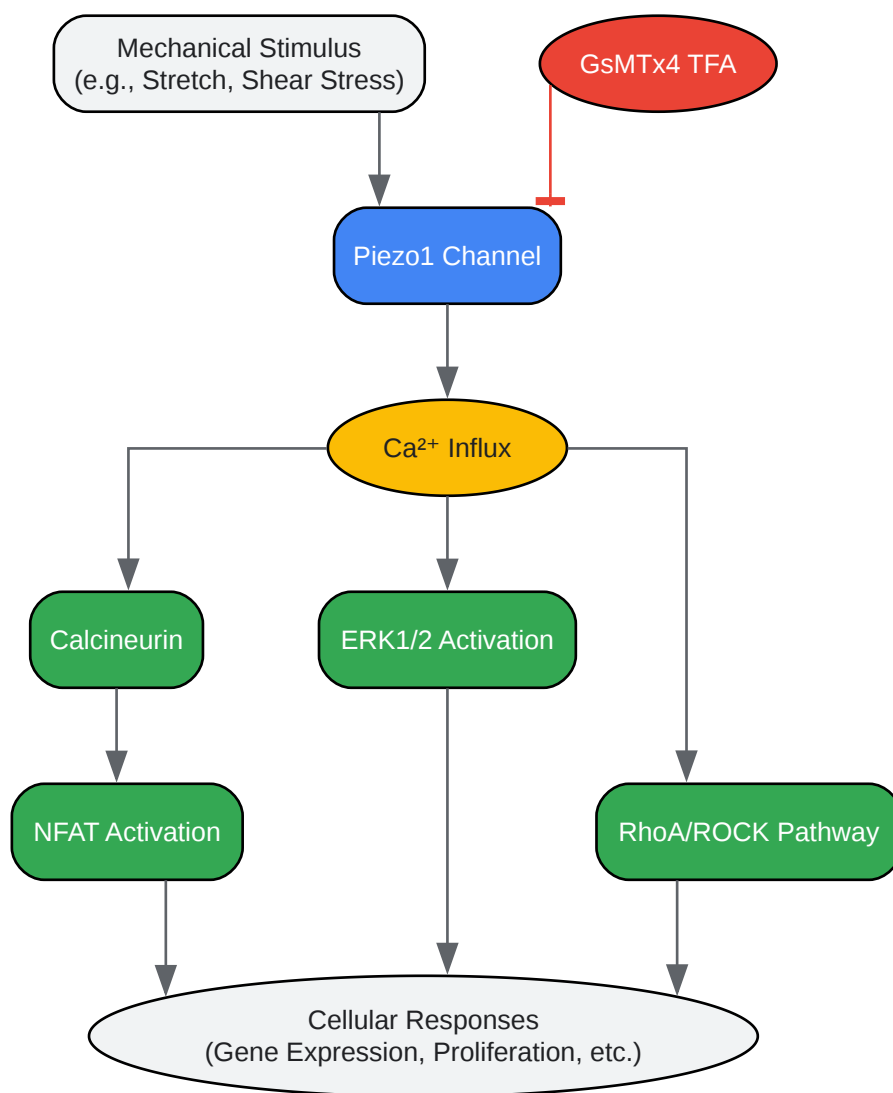 Mechanical Stimulus
(e.g., Stretch, Shear Stress)
GsMTx4 TFA
Piezo1 Channel
Ca²⁺ Influx
Calcineurin
ERK1/2 Activation
NFAT Activation
RhoA/ROCK Pathway
Cellular Responses
(Gene Expression, Proliferation, etc.)